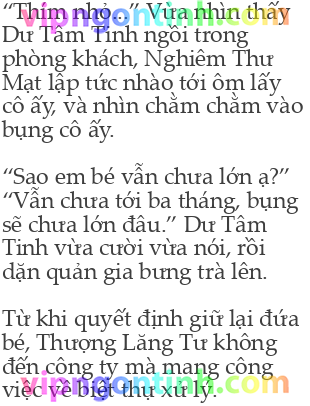 “Thím nhỏ...” Vừa nhìn thấy
Dư Tâm Tinh ngồi trong
phòng khách, Nghiêm Thư
Mạt lập tức nhào tới ôm lấy
cô ấy, và nhìn chằm chằm vào
bụng cô ấy.
“Sao em bé vẫn chưa lớn ạ?”
“Vẫn chưa tới ba tháng, bụng
sẽ chưa lớn đâu.” Dư Tâm
Tinh vừa cười vừa nói, rồi
dặn quản gia bưng trà lên.
Từ khi quyết định giữ lại đứa
bé, Thượng Lăng Tư không
đến công ty mà mang công
việc về biệt thự xử lý.
vipngontinh.com
vipngontinh.com